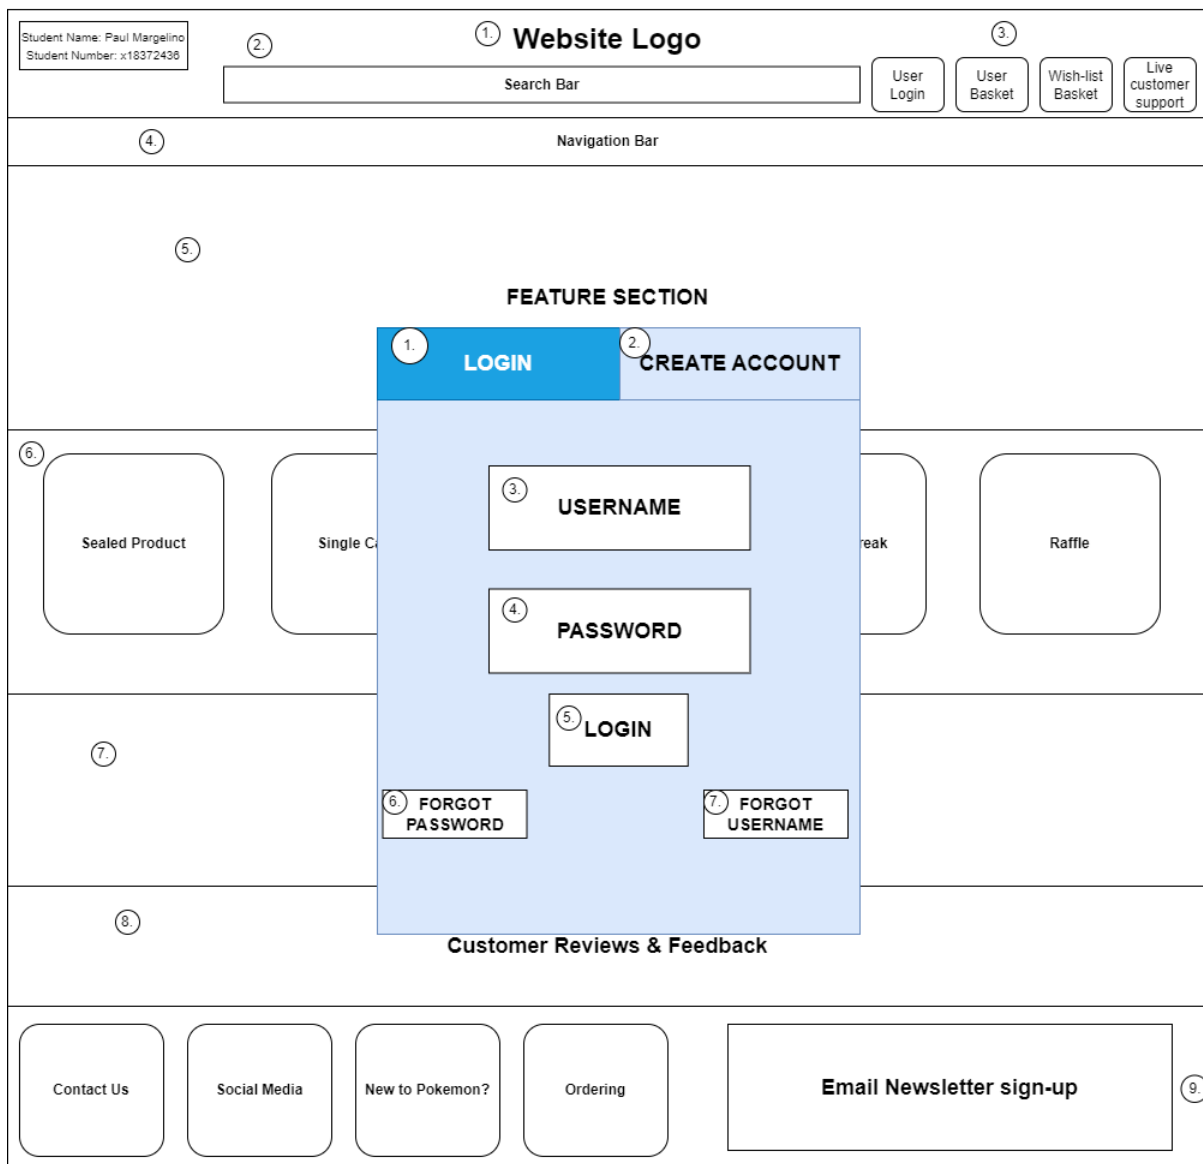 Student Name: Paul Margelino
Student Number: x18372436
1.
Website Logo
2.
3.
Search Bar
User
Login
User
Basket
Wish-list
Basket
Live
customer
support
4.
Navigation Bar
5.
FEATURE SECTION
1.
LOGIN
2.
CREATE ACCOUNT
6.
Sealed Product
Single Ca
reak
Raffle
3.
USERNAME
4.
PASSWORD
5.
LOGIN
7.
6.
FORGOT
PASSWORD
7.
FORGOT
USERNAME
8.
Customer Reviews & Feedback
Contact Us
Social Media
New to Pokemon?
Ordering
Email Newsletter sign-up
9.